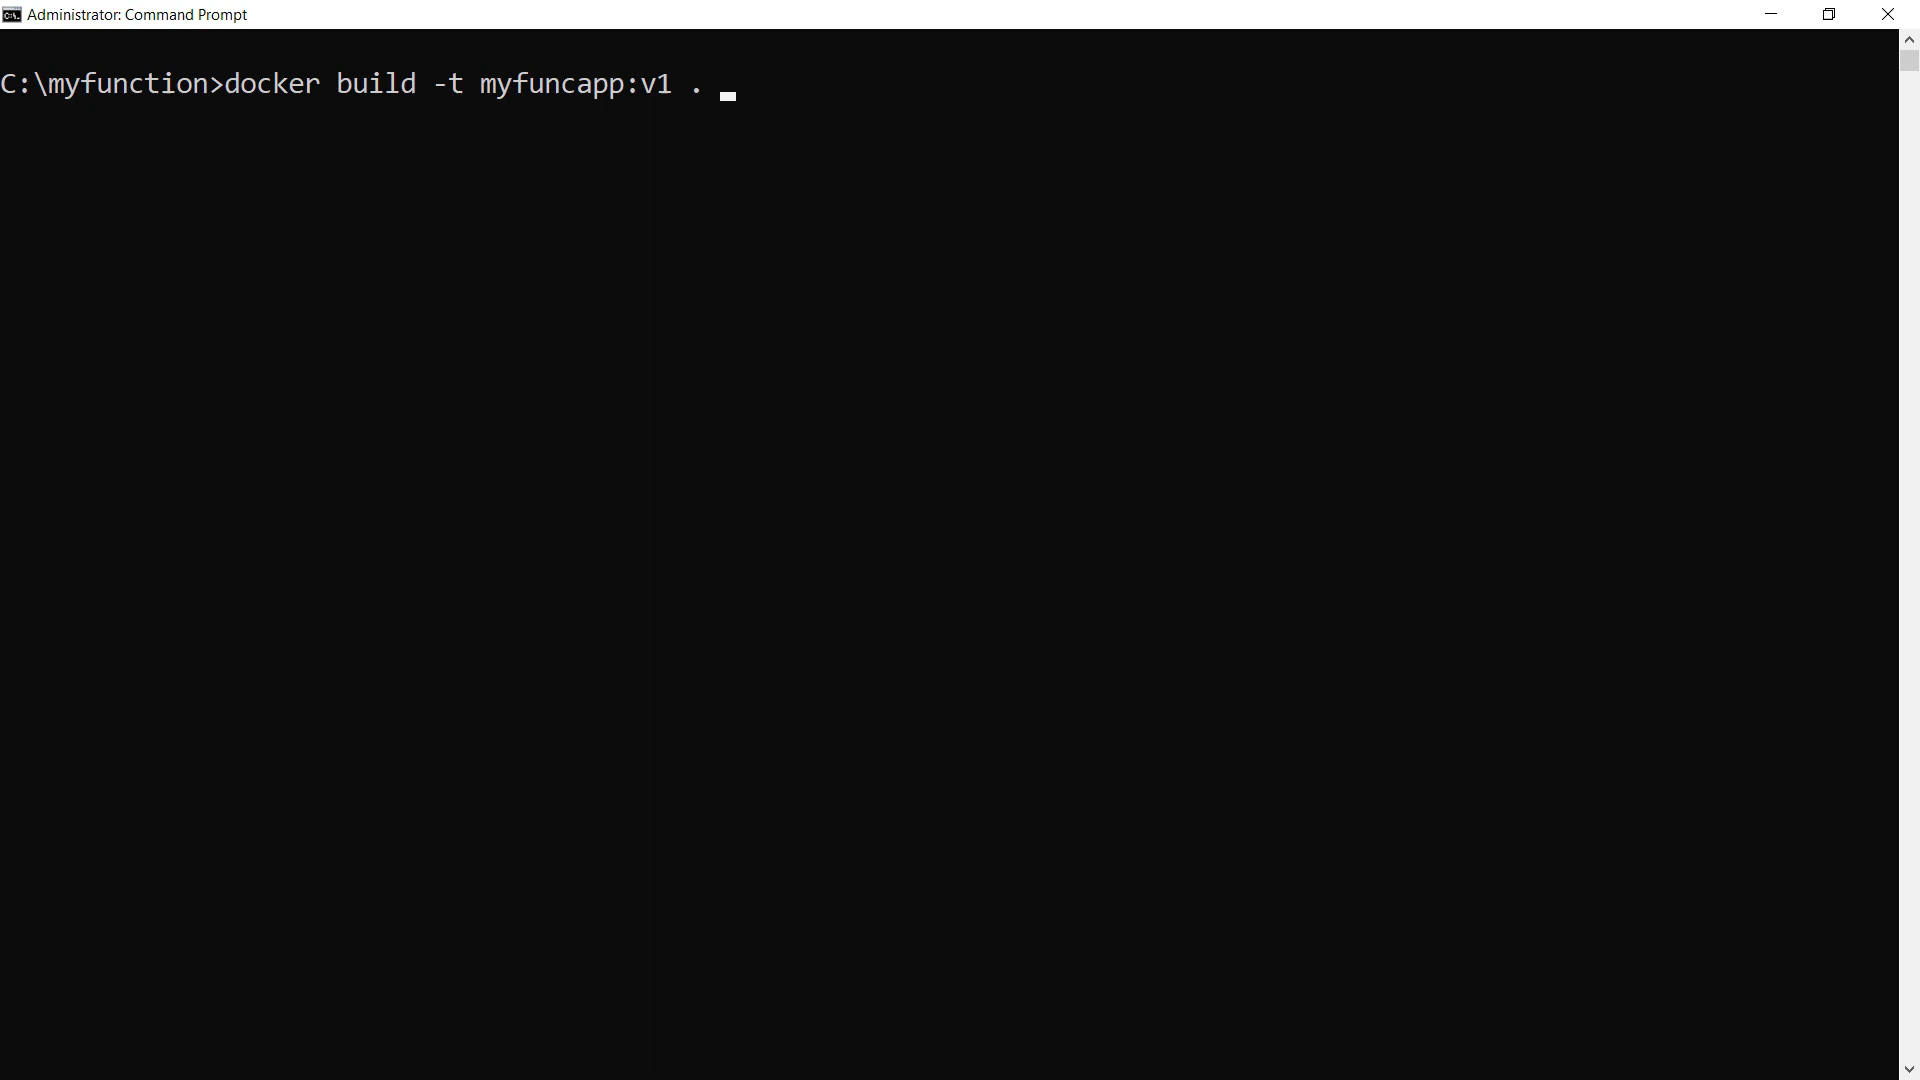 Administrator: Command Prompt
C:\myfunction>docker build -t myfuncapp:v1 .